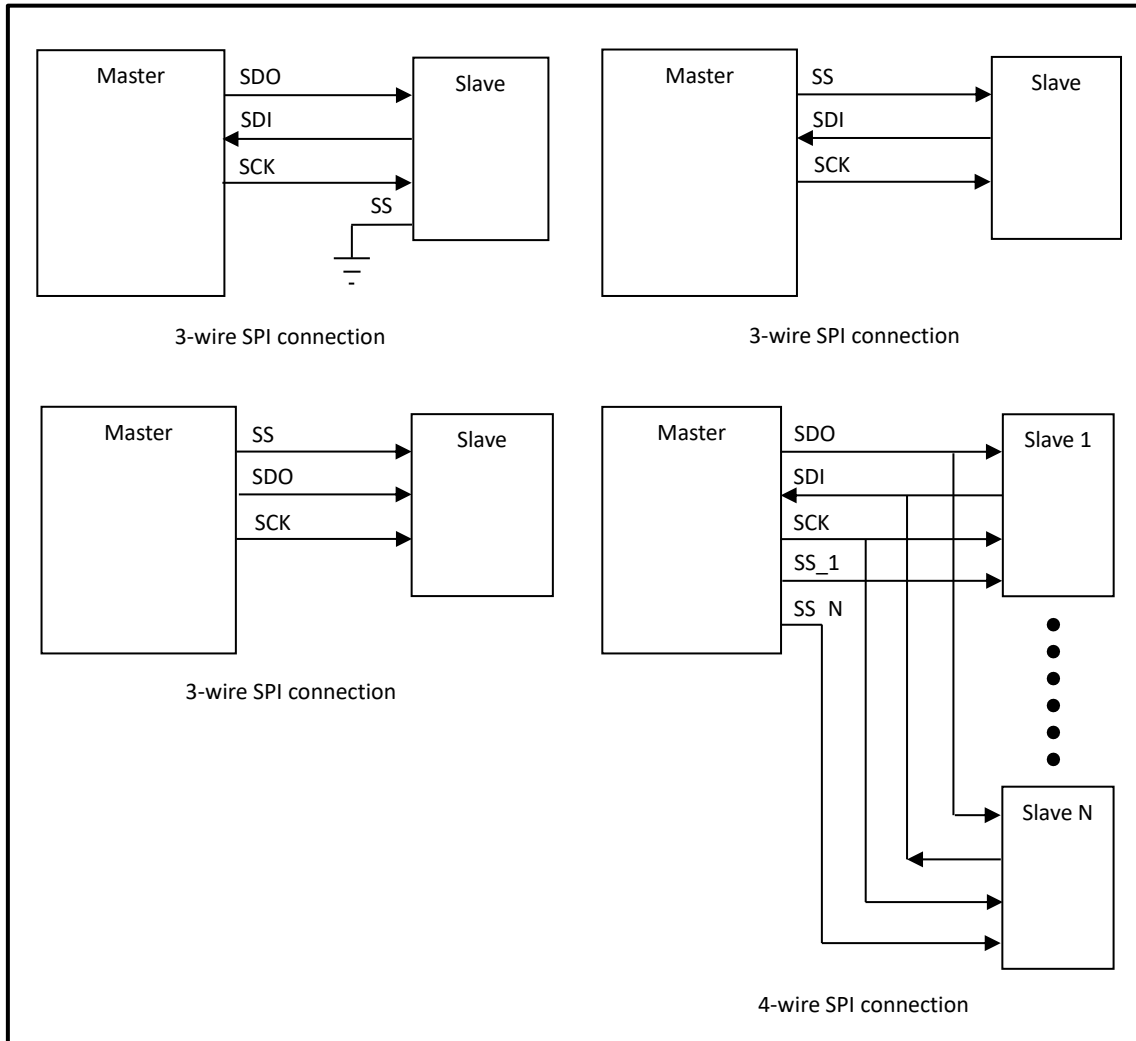 Master
SDO
Slave
SDI
SCK
SS
3-wire SPI connection
Master
SS
Slave
SDI
SCK
3-wire SPI connection
Master
SS
Slave
SDO
SCK
3-wire SPI connection
Master
SDO
Slave 1
SDI
SCK
SS_1
SS N
Slave N
4-wire SPI connection